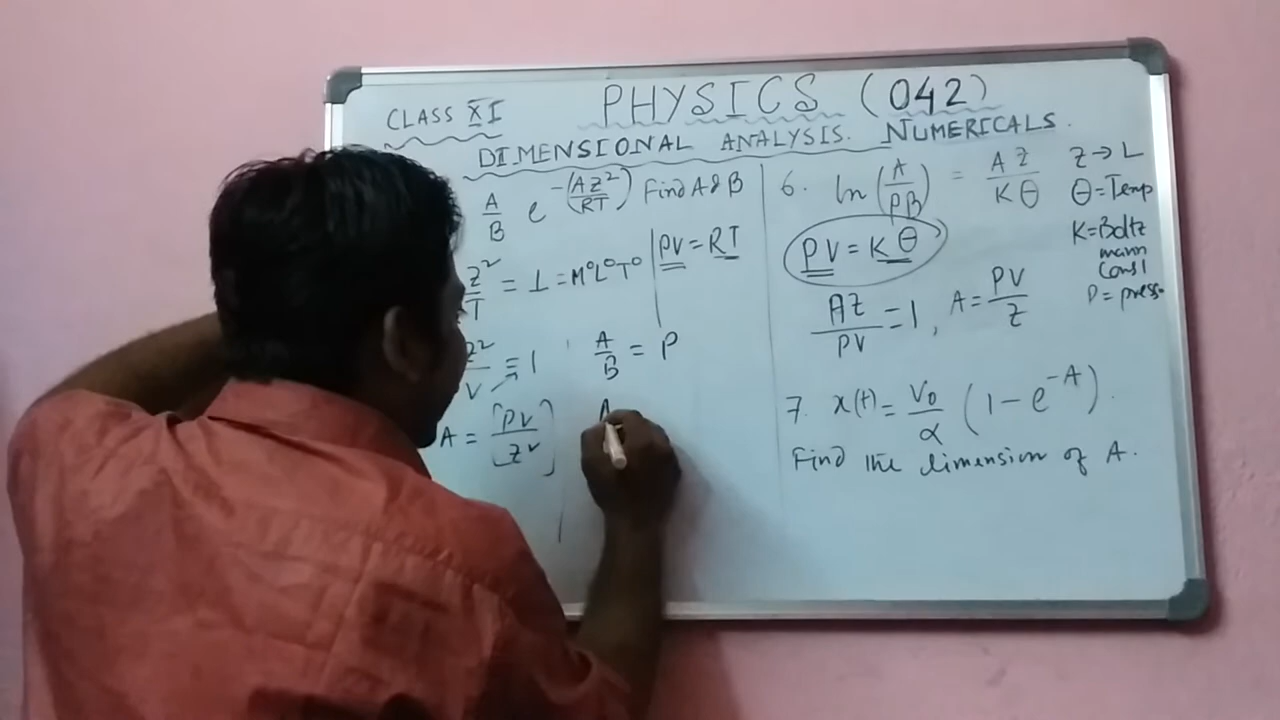 CLASS XI
PHYSICS (042)
DIMENSIONAL ANALYSIS. NUMERICALS.
A/B e^-(AZ²/RT) Find A & B
Z²/T = 1 = M⁰L⁰T⁰
PV = RT
Z²/V = 1
A/B = P
A = [PV/Z²]
A
6. ln(A/PB) = AZ/Kθ
Z → L
θ = Temp
K = Boltz
mann
Const
P = press
PV = Kθ
AZ/PV = 1, A = PV/Z
7. x(t) = V₀/α (1 - e^-A).
Find the dimension of A.